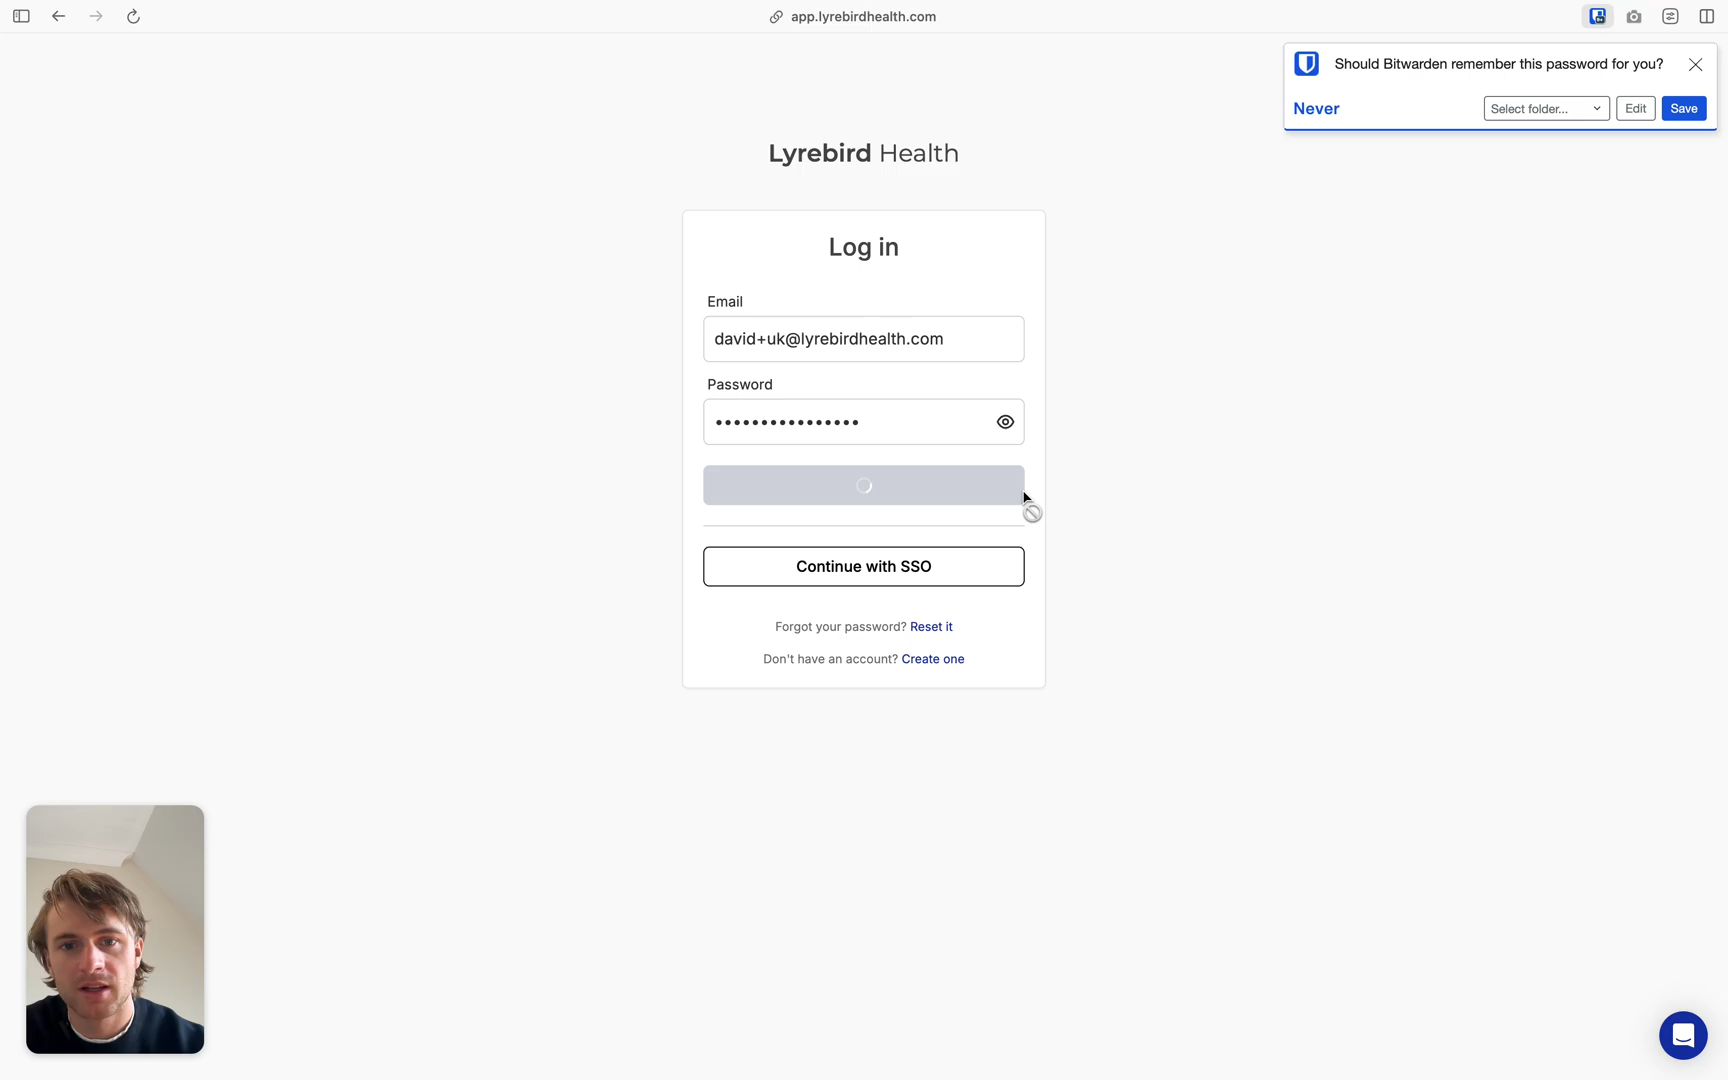 app.lyrebirdhealth.com
Should Bitwarden remember this password for you?
Never
Select folder...
Edit
Save
Lyrebird Health
Log in
Email
david+uk@lyrebirdhealth.com
Password
Continue with SSO
Forgot your password? Reset it
Don't have an account? Create one